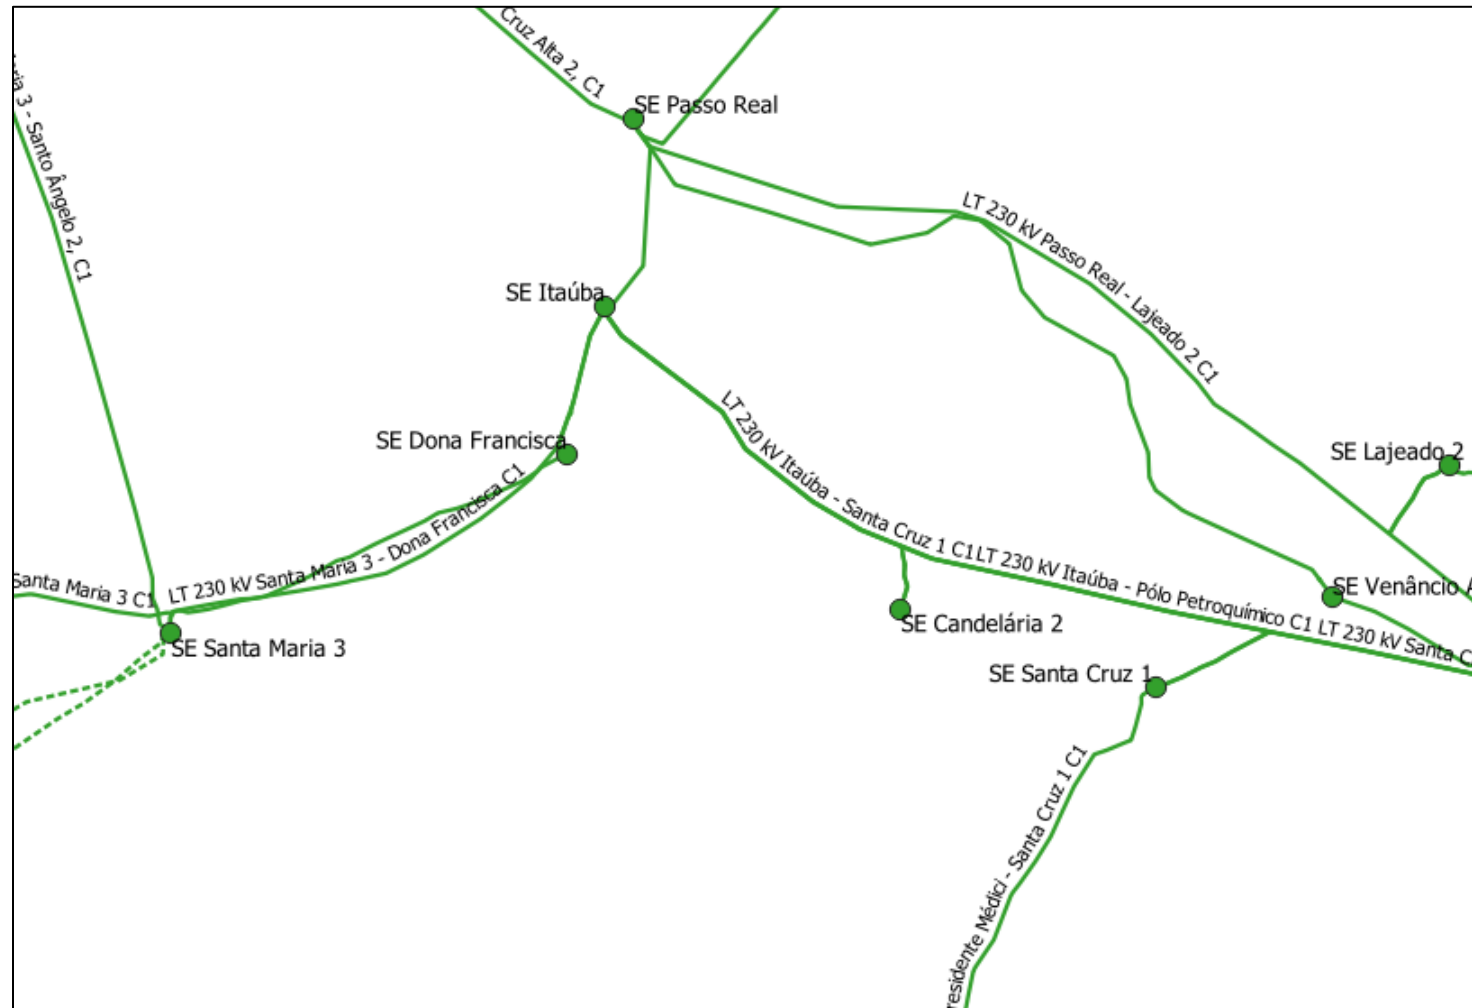 Cruz Alta 2, C1
SE Passo Real
3 - Santo Ângelo 2, C1
LT 230 kV Passo Real - Lajeado 2 C1
SE Itaúba
SE Dona Francisca
LT 230 kV Itaúba - Santa Cruz 1 C1
SE Lajeado 2
LT 230 kV Itaúba - Pólo Petroquímico C1
Santa Maria 3 C1
LT 230 kV Santa Maria 3 - Dona Francisca C1
SE Venâncio A
SE Candelária 2
LT 230 kV Santa C
SE Santa Maria 3
SE Santa Cruz 1
esidente Médici - Santa Cruz 1 C1